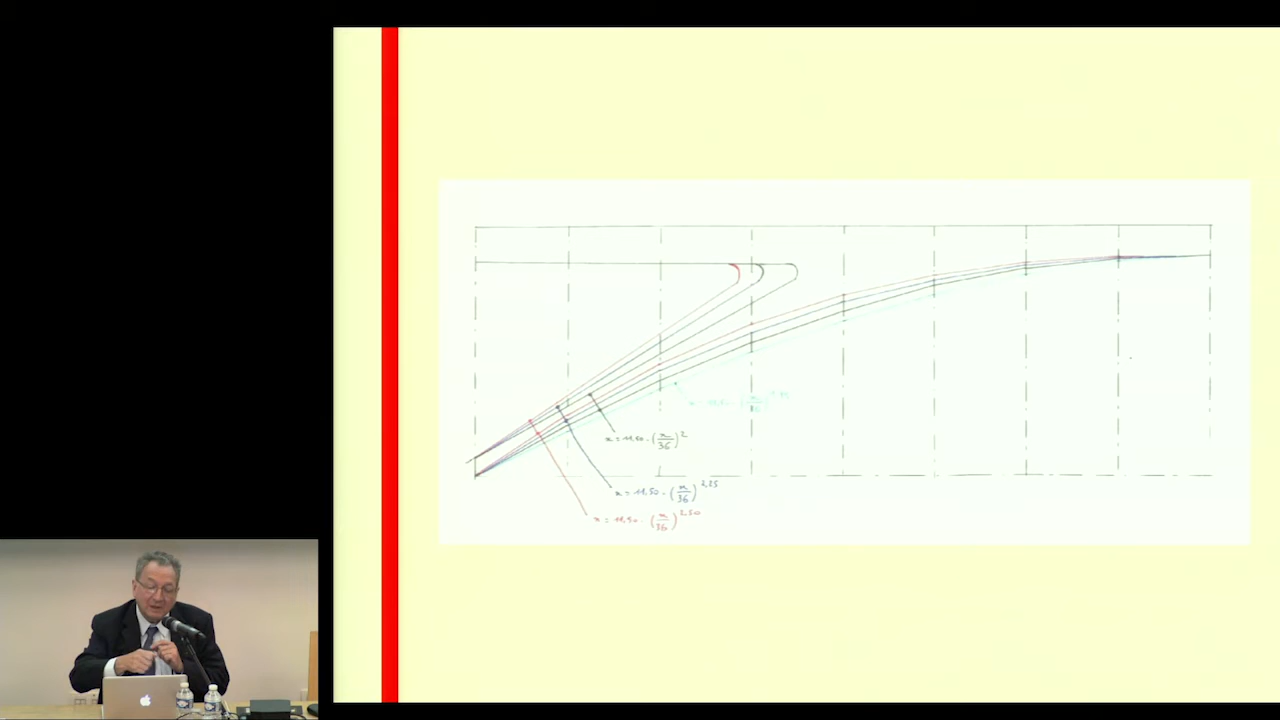 x = 11,50 · (x/36)^2
x = 11,50 · (x/36)^2,25
x = 11,50 · (x/36)^2,50